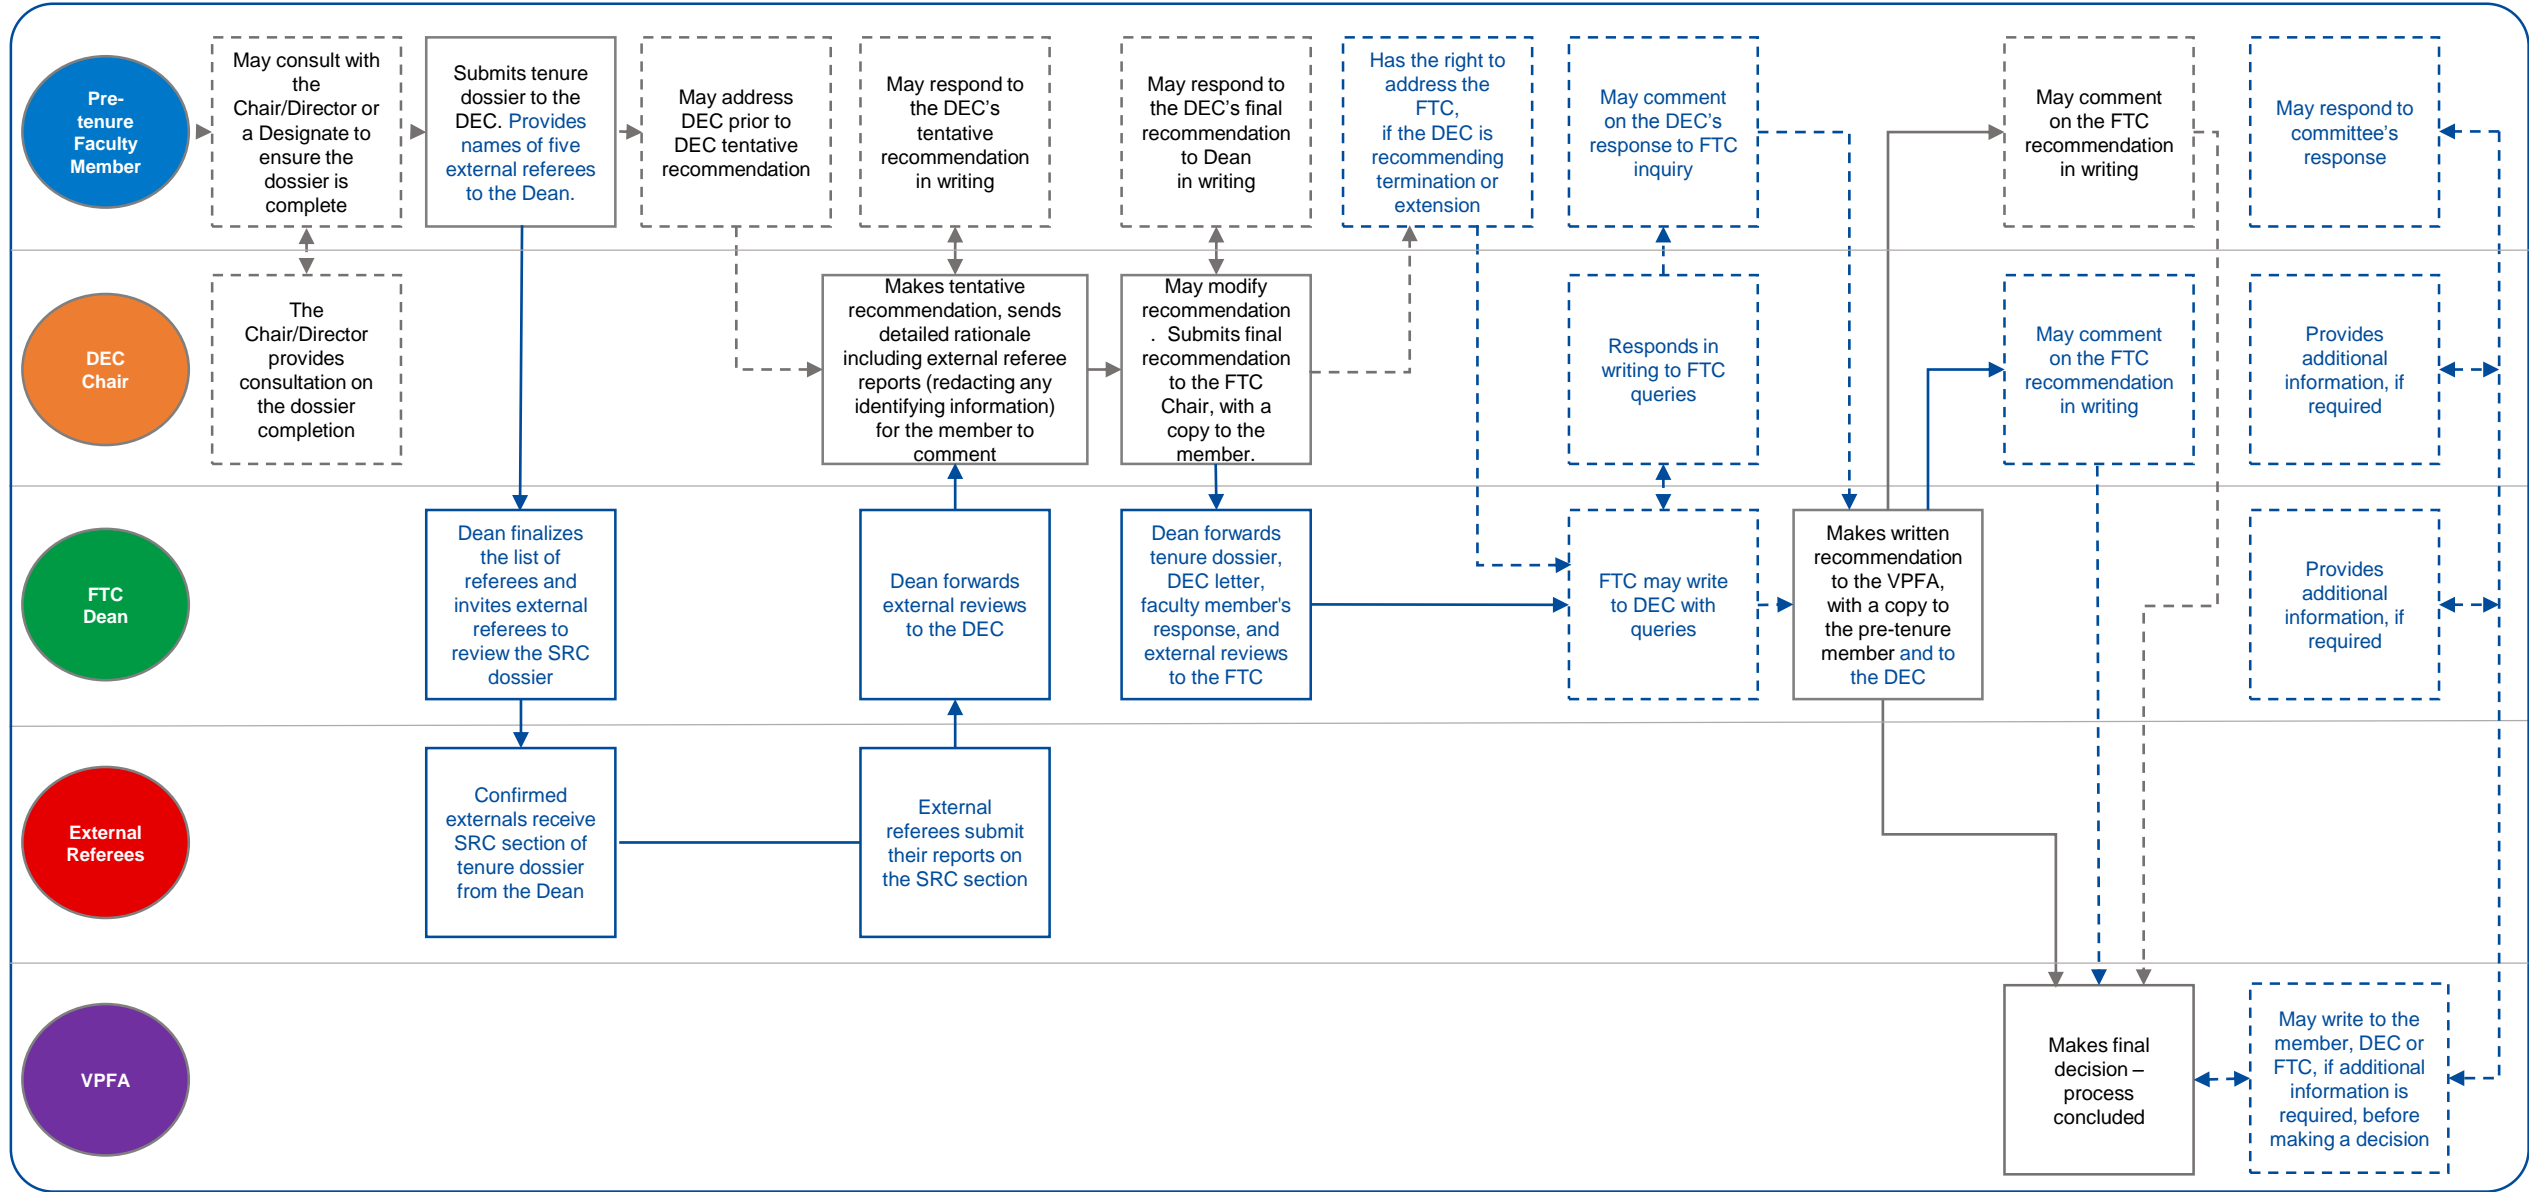 Pre-
tenure
Faculty
Member
May consult with
the
Chair/Director or
a Designate to
ensure the
dossier is
complete
Submits tenure
dossier to the
DEC. Provides
names of five
external referees
to the Dean.
May address
DEC prior to
DEC tentative
recommendation
May respond to
the DEC's
tentative
recommendation
in writing
May respond to
the DEC's final
recommendation
to Dean
in writing
Has the right to
address the
FTC,
if the DEC is
recommending
termination or
extension
May comment
on the DEC's
response to FTC
inquiry
May comment
on the FTC
recommendation
in writing
May respond to
committee's
response
DEC
Chair
The
Chair/Director
provides
consultation on
the dossier
completion
Makes tentative
recommendation, sends
detailed rationale
including external referee
reports (redacting any
identifying information)
for the member to
comment
May modify
recommendation
. Submits final
recommendation
to the FTC
Chair, with a
copy to the
member.
Responds in
writing to FTC
queries
May comment
on the FTC
recommendation
in writing
Provides
additional
information, if
required
FTC
Dean
Dean finalizes
the list of
referees and
invites external
referees to
review the SRC
dossier
Dean forwards
external reviews
to the DEC
Dean forwards
tenure dossier,
DEC letter,
faculty member's
response, and
external reviews
to the FTC
FTC may write
to DEC with
queries
Makes written
recommendation
to the VPFA,
with a copy to
the pre-tenure
member and to
the DEC
Provides
additional
information, if
required
External
Referees
Confirmed
externals receive
SRC section of
tenure dossier
from the Dean
External
referees submit
their reports on
the SRC section
VPFA
Makes final
decision –
process
concluded
May write to the
member, DEC or
FTC, if additional
information is
required, before
making a decision